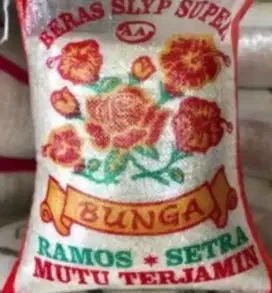 BERAS SLYP SUPER
AA
BUNGA
RAMOS * SETRA
MUTU TERJAMIN